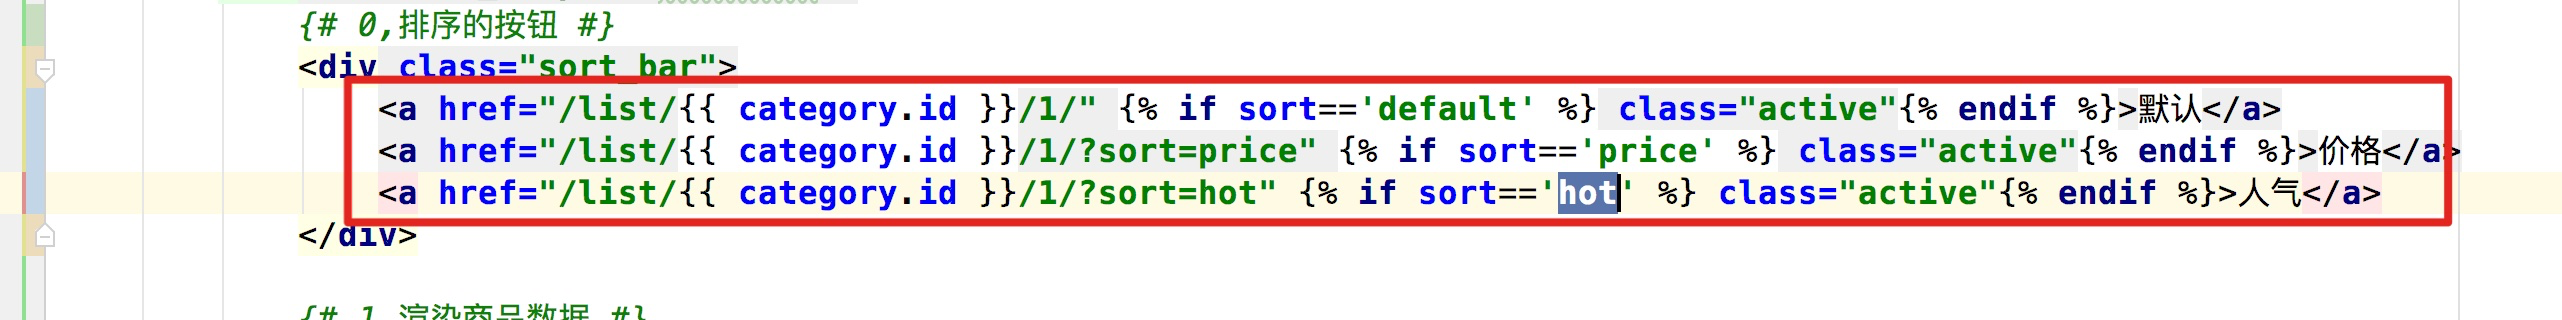 {# 0,排序的按钮 #}
<div class="sort_bar">
<a href="/list/{{ category.id }}/1/" {% if sort=='default' %} class="active"{% endif %}>默认</a>
<a href="/list/{{ category.id }}/1/?sort=price" {% if sort=='price' %} class="active"{% endif %}>价格</a>
<a href="/list/{{ category.id }}/1/?sort=hot" {% if sort=='hot' %} class="active"{% endif %}>人气</a>
</div>
{# 1,渲染商品数据 #}